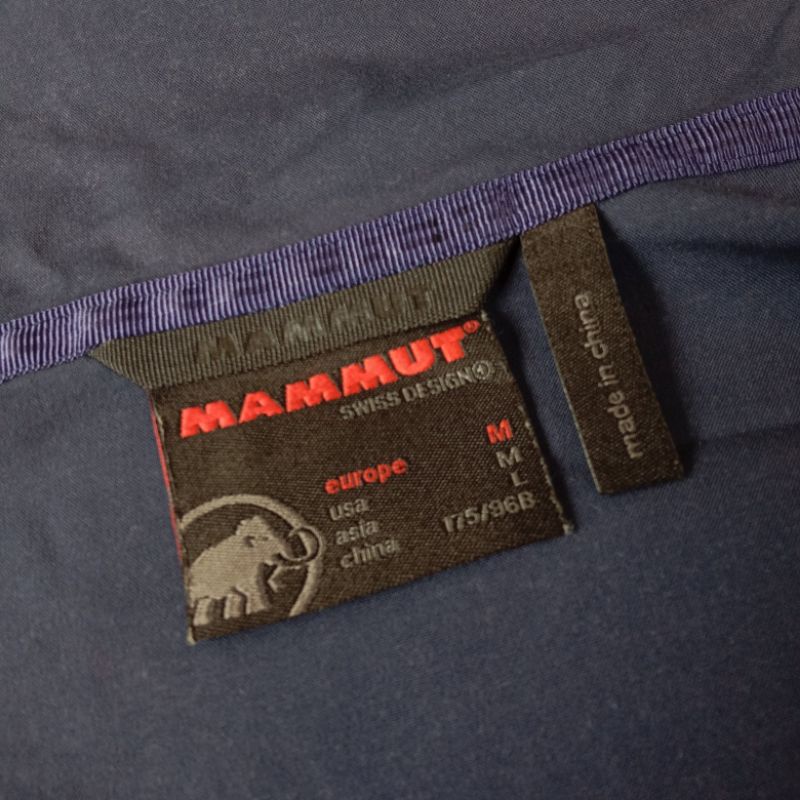 MAMMUT
MAMMUT®
SWISS DESIGN
europe M
usa M
asia L
china 175/96B
made in china